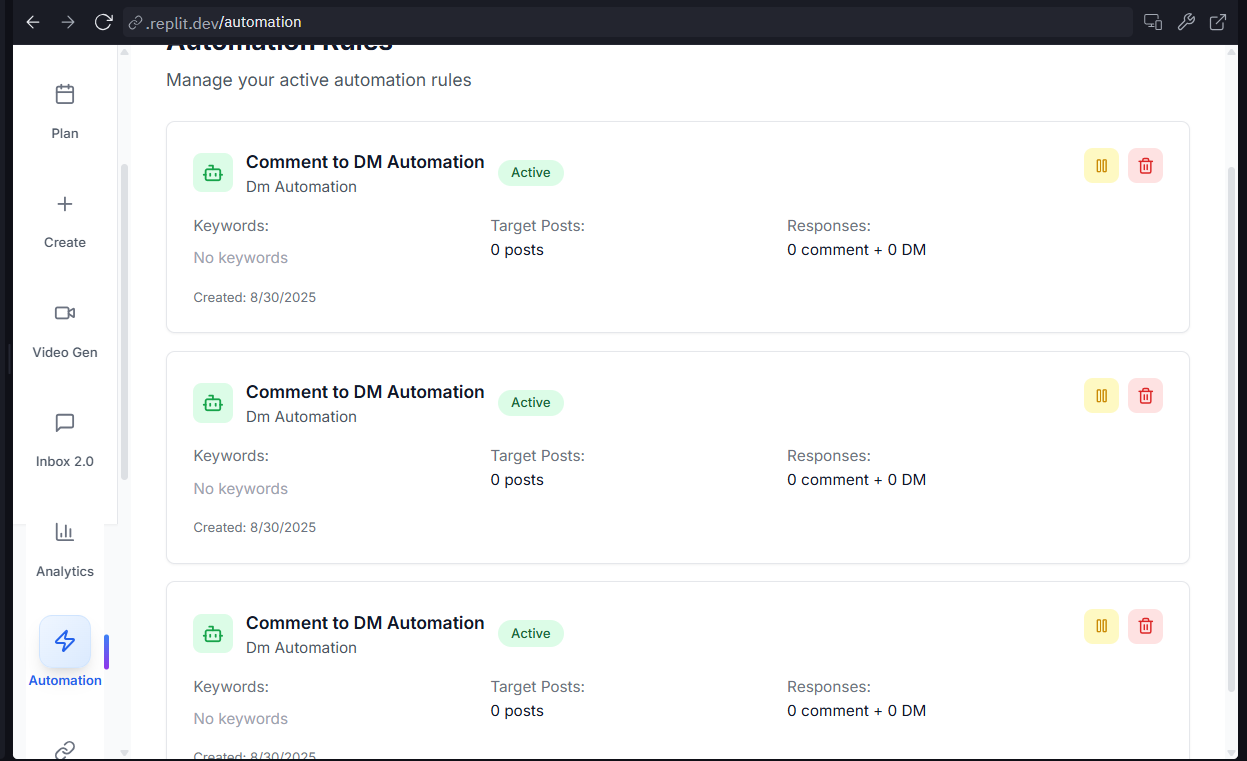 .replit.dev/automation
Automation Rules
Manage your active automation rules
Plan
Create
Video Gen
Inbox 2.0
Analytics
Automation
Comment to DM Automation
Active
Dm Automation
Keywords:
Target Posts:
Responses:
No keywords
0 posts
0 comment + 0 DM
Created: 8/30/2025
Comment to DM Automation
Active
Dm Automation
Keywords:
Target Posts:
Responses:
No keywords
0 posts
0 comment + 0 DM
Created: 8/30/2025
Comment to DM Automation
Active
Dm Automation
Keywords:
Target Posts:
Responses:
No keywords
0 posts
0 comment + 0 DM
Created: 8/30/2025